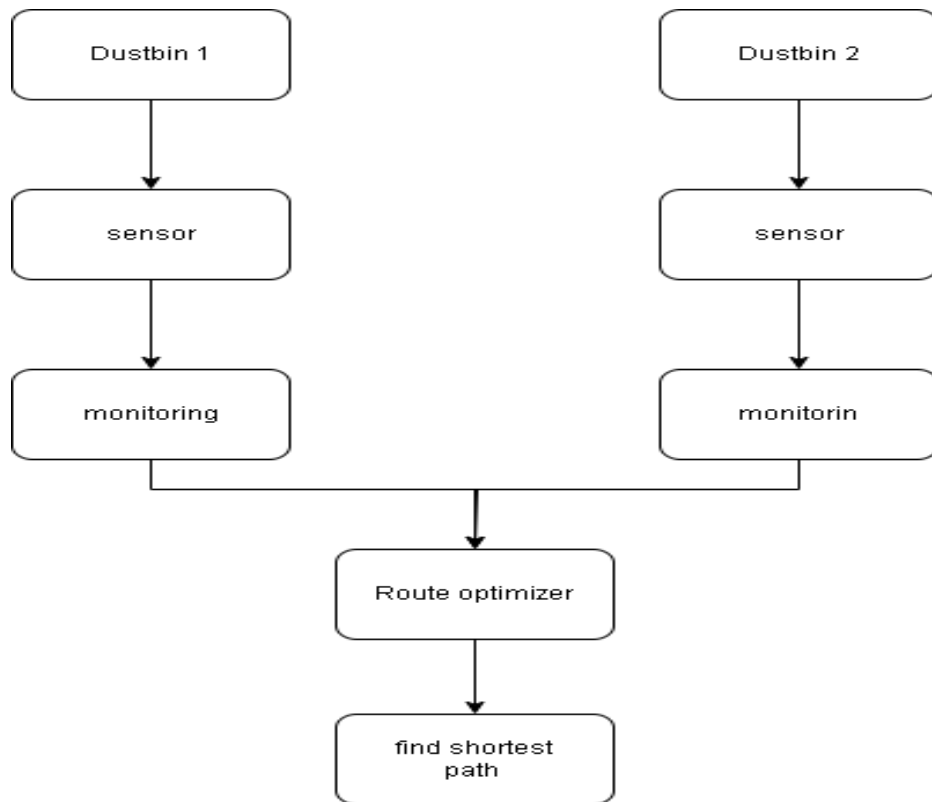 Dustbin 1
Dustbin 2
sensor
sensor
monitoring
monitorin
Route optimizer
find shortest
path